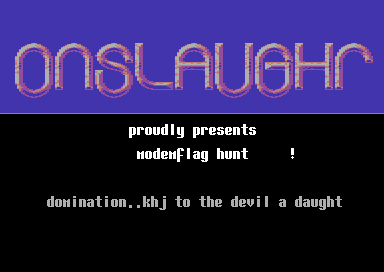 ONSLAUGHT
proudly presents
modemflag hunt !
domination..khj to the devil a daught